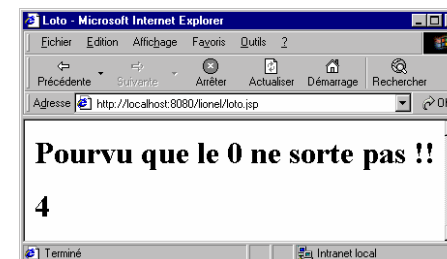 Loto - Microsoft Internet Explorer
Fichier Edition Affichage Favoris Outils ?
Précédente Suivante Arrêter Actualiser Démarrage Rechercher
Adresse http://localhost:8080/lionel/loto.jsp
Pourvu que le 0 ne sorte pas !!
4
Terminé Intranet local